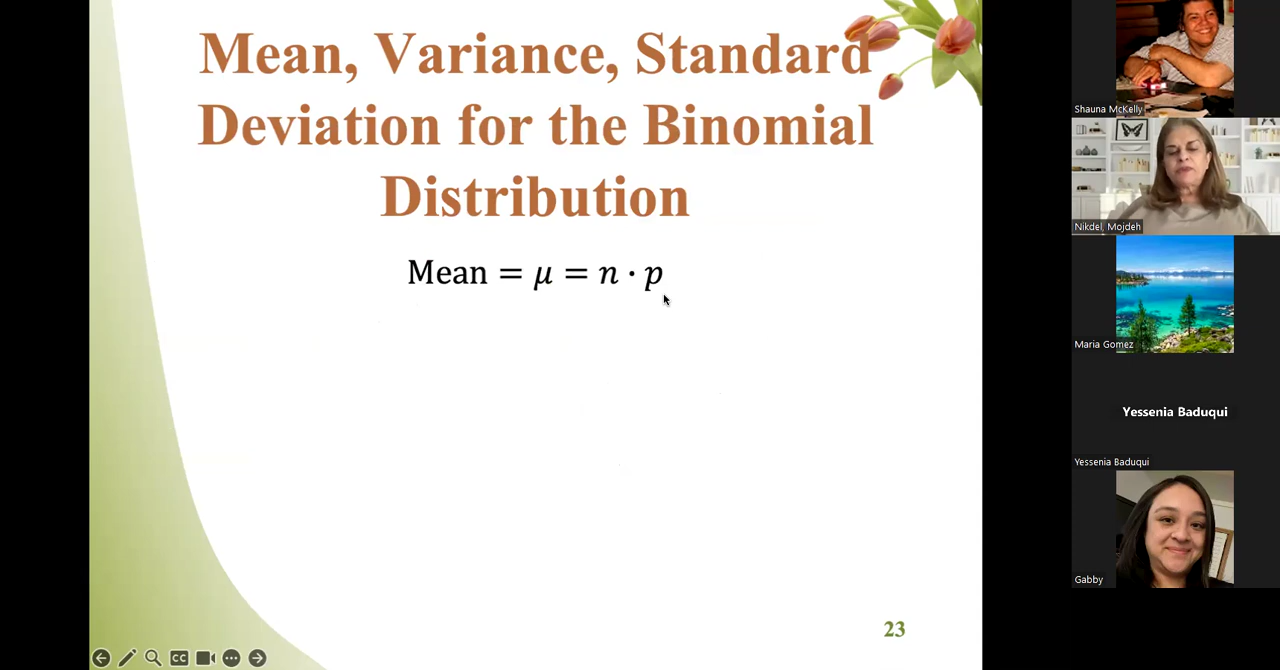 Mean, Variance, Standard
Deviation for the Binomial
Distribution
Mean = μ = n · p
23
CC
Shauna McKelly
Nikdel, Mojdeh
Maria Gomez
Yessenia Baduqui
Yessenia Baduqui
Gabby